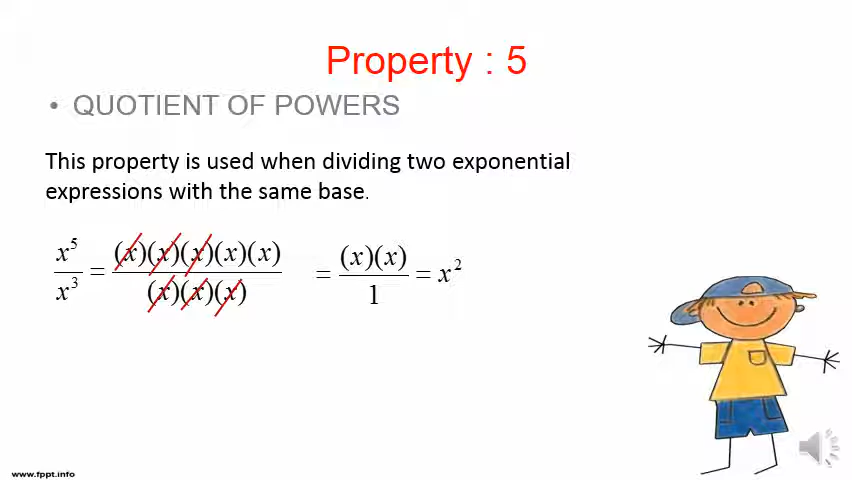 Property : 5
• QUOTIENT OF POWERS
This property is used when dividing two exponential
expressions with the same base.
x⁵/x³ = (x)(x)(x)(x)(x)/(x)(x)(x) = (x)(x)/1 = x²
www.fppt.info